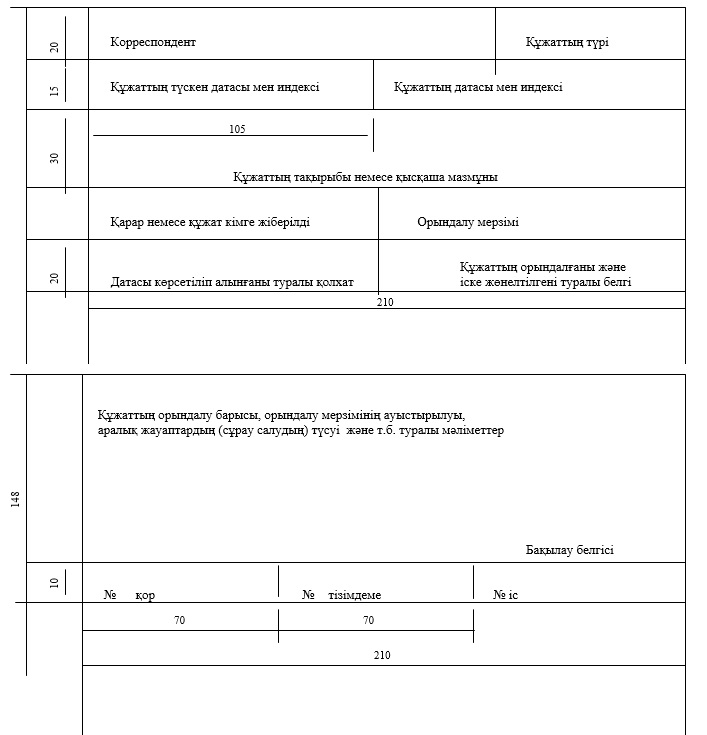 20
Корреспондент
Құжаттың түрі
15
Құжаттың түскен датасы мен индексі
Құжаттың датасы мен индексі
105
30
Құжаттың тақырыбы немесе қысқаша мазмұны
Қарар немесе құжат кімге жіберілді
Орындалу мерзімі
20
Датасы көрсетіліп алынғаны туралы қолхат
Құжаттың орындалғаны және
іске жөнелтілгені туралы белгі
210
Құжаттың орындалу барысы, орындалу мерзімінің ауыстырылуы,
аралық жауаптардың (сұрау салудың) түсуі және т.б. туралы мәліметтер
148
Бақылау белгісі
10
№ қор
№ тізімдеме
№ іс
70
70
210